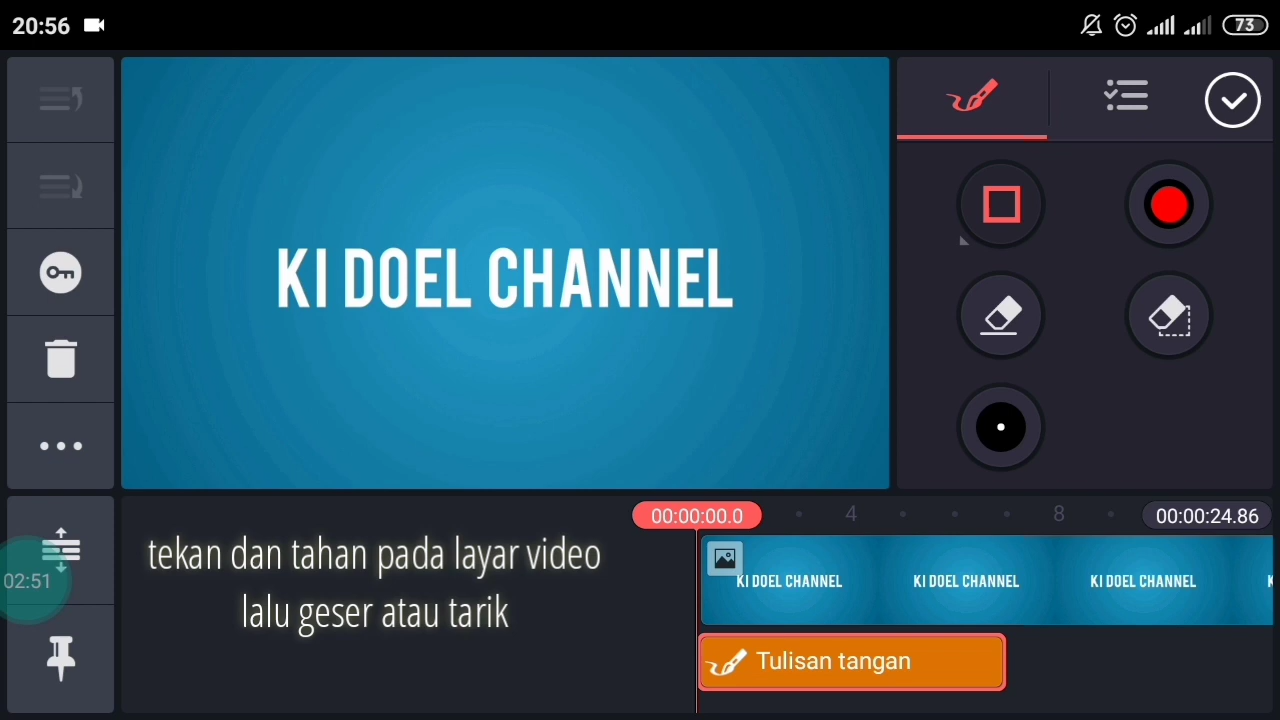 20:56
73
KI DOEL CHANNEL
00:00:00.0
4
8
00:00:24.86
tekan dan tahan pada layar video
lalu geser atau tarik
KI DOEL CHANNEL
KI DOEL CHANNEL
KI DOEL CHANNEL
K
02:51
Tulisan tangan